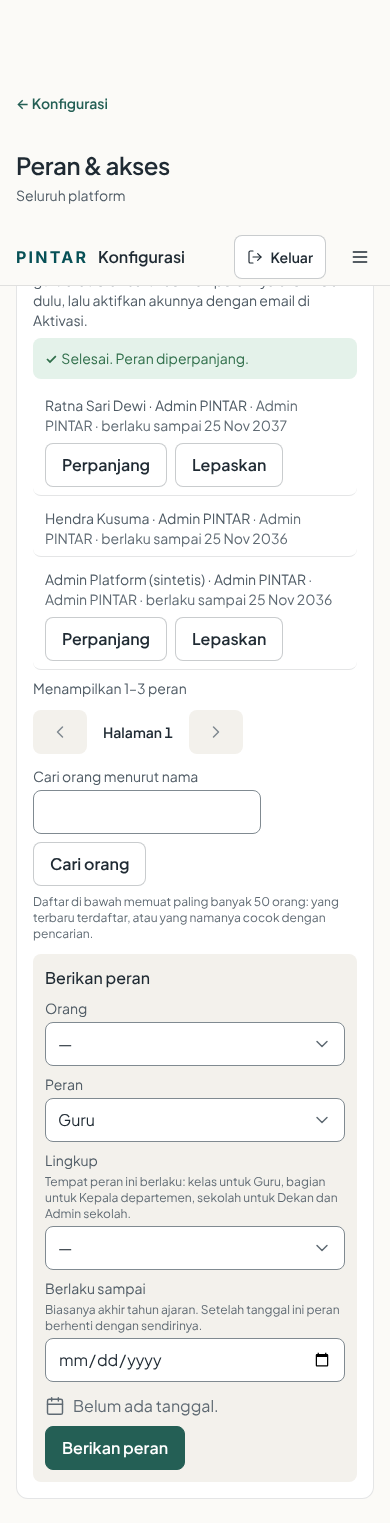 ← Konfigurasi
Peran & akses
Seluruh platform
PINTAR Konfigurasi
Keluar
dulu, lalu aktifkan akunnya dengan email di
Aktivasi.
✓ Selesai. Peran diperpanjang.
Ratna Sari Dewi · Admin PINTAR · Admin
PINTAR · berlaku sampai 25 Nov 2037
Perpanjang
Lepaskan
Hendra Kusuma · Admin PINTAR · Admin
PINTAR · berlaku sampai 25 Nov 2036
Admin Platform (sintetis) · Admin PINTAR ·
Admin PINTAR · berlaku sampai 25 Nov 2036
Perpanjang
Lepaskan
Menampilkan 1–3 peran
Halaman 1
Cari orang menurut nama
Cari orang
Daftar di bawah memuat paling banyak 50 orang: yang
terbaru terdaftar, atau yang namanya cocok dengan
pencarian.
Berikan peran
Orang
—
Peran
Guru
Lingkup
Tempat peran ini berlaku: kelas untuk Guru, bagian
untuk Kepala departemen, sekolah untuk Dekan dan
Admin sekolah.
—
Berlaku sampai
Biasanya akhir tahun ajaran. Setelah tanggal ini peran
berhenti dengan sendirinya.
mm/dd/yyyy
Belum ada tanggal.
Berikan peran